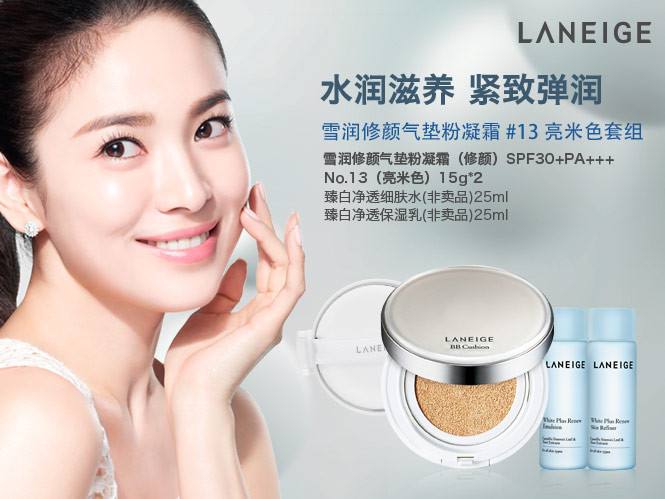 LANEIGE
水润滋养 紧致弹润
雪润修颜气垫粉凝霜 #13 亮米色套组
雪润修颜气垫粉凝霜（修颜）SPF30+PA+++
No.13（亮米色）15g*2
臻白净透细肤水(非卖品)25ml
臻白净透保湿乳(非卖品)25ml
LANEI
LANEIGE
BB Cushion
LANEIGE
White Plus Renew
Emulsion
LANEIGE
White Plus Renew
Skin Refiner